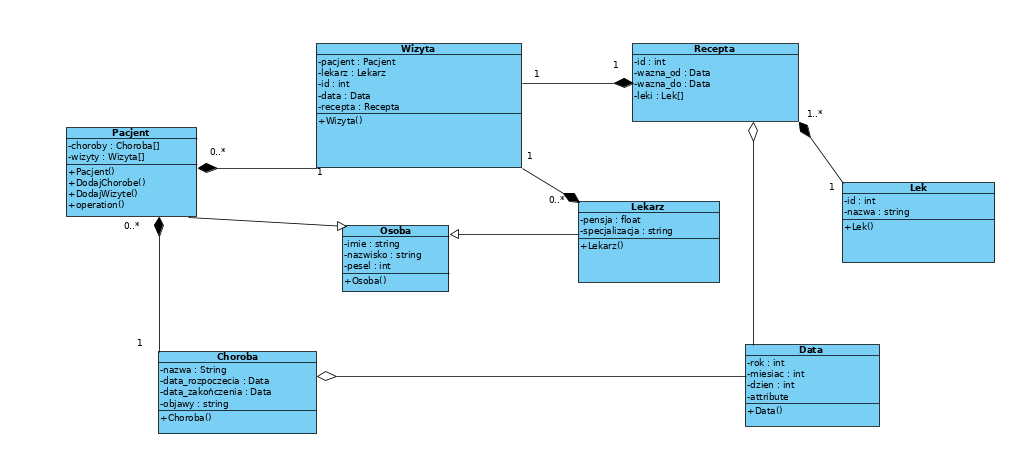 Wizyta
-pacjent : Pacjent
-lekarz : Lekarz
-id : int
-data : Data
-recepta : Recepta
+Wizyta()
1
1
Recepta
-id : int
-wazna_od : Data
-wazna_do : Data
-leki : Lek[]
1..*
Pacjent
-choroby : Choroba[]
-wizyty : Wizyta[]
+Pacjent()
+DodajChorobe()
+DodajWizyte()
+operation()
0..*
1
1
0..*
1
Lek
-id : int
-nazwa : string
+Lek()
Lekarz
-pensja : float
-specjalizacja : string
+Lekarz()
0..*
Osoba
-imie : string
-nazwisko : string
-pesel : int
+Osoba()
1
Choroba
-nazwa : String
-data_rozpoczecia : Data
-data_zakończenia : Data
-objawy : string
+Choroba()
Data
-rok : int
-miesiac : int
-dzien : int
-attribute
+Data()